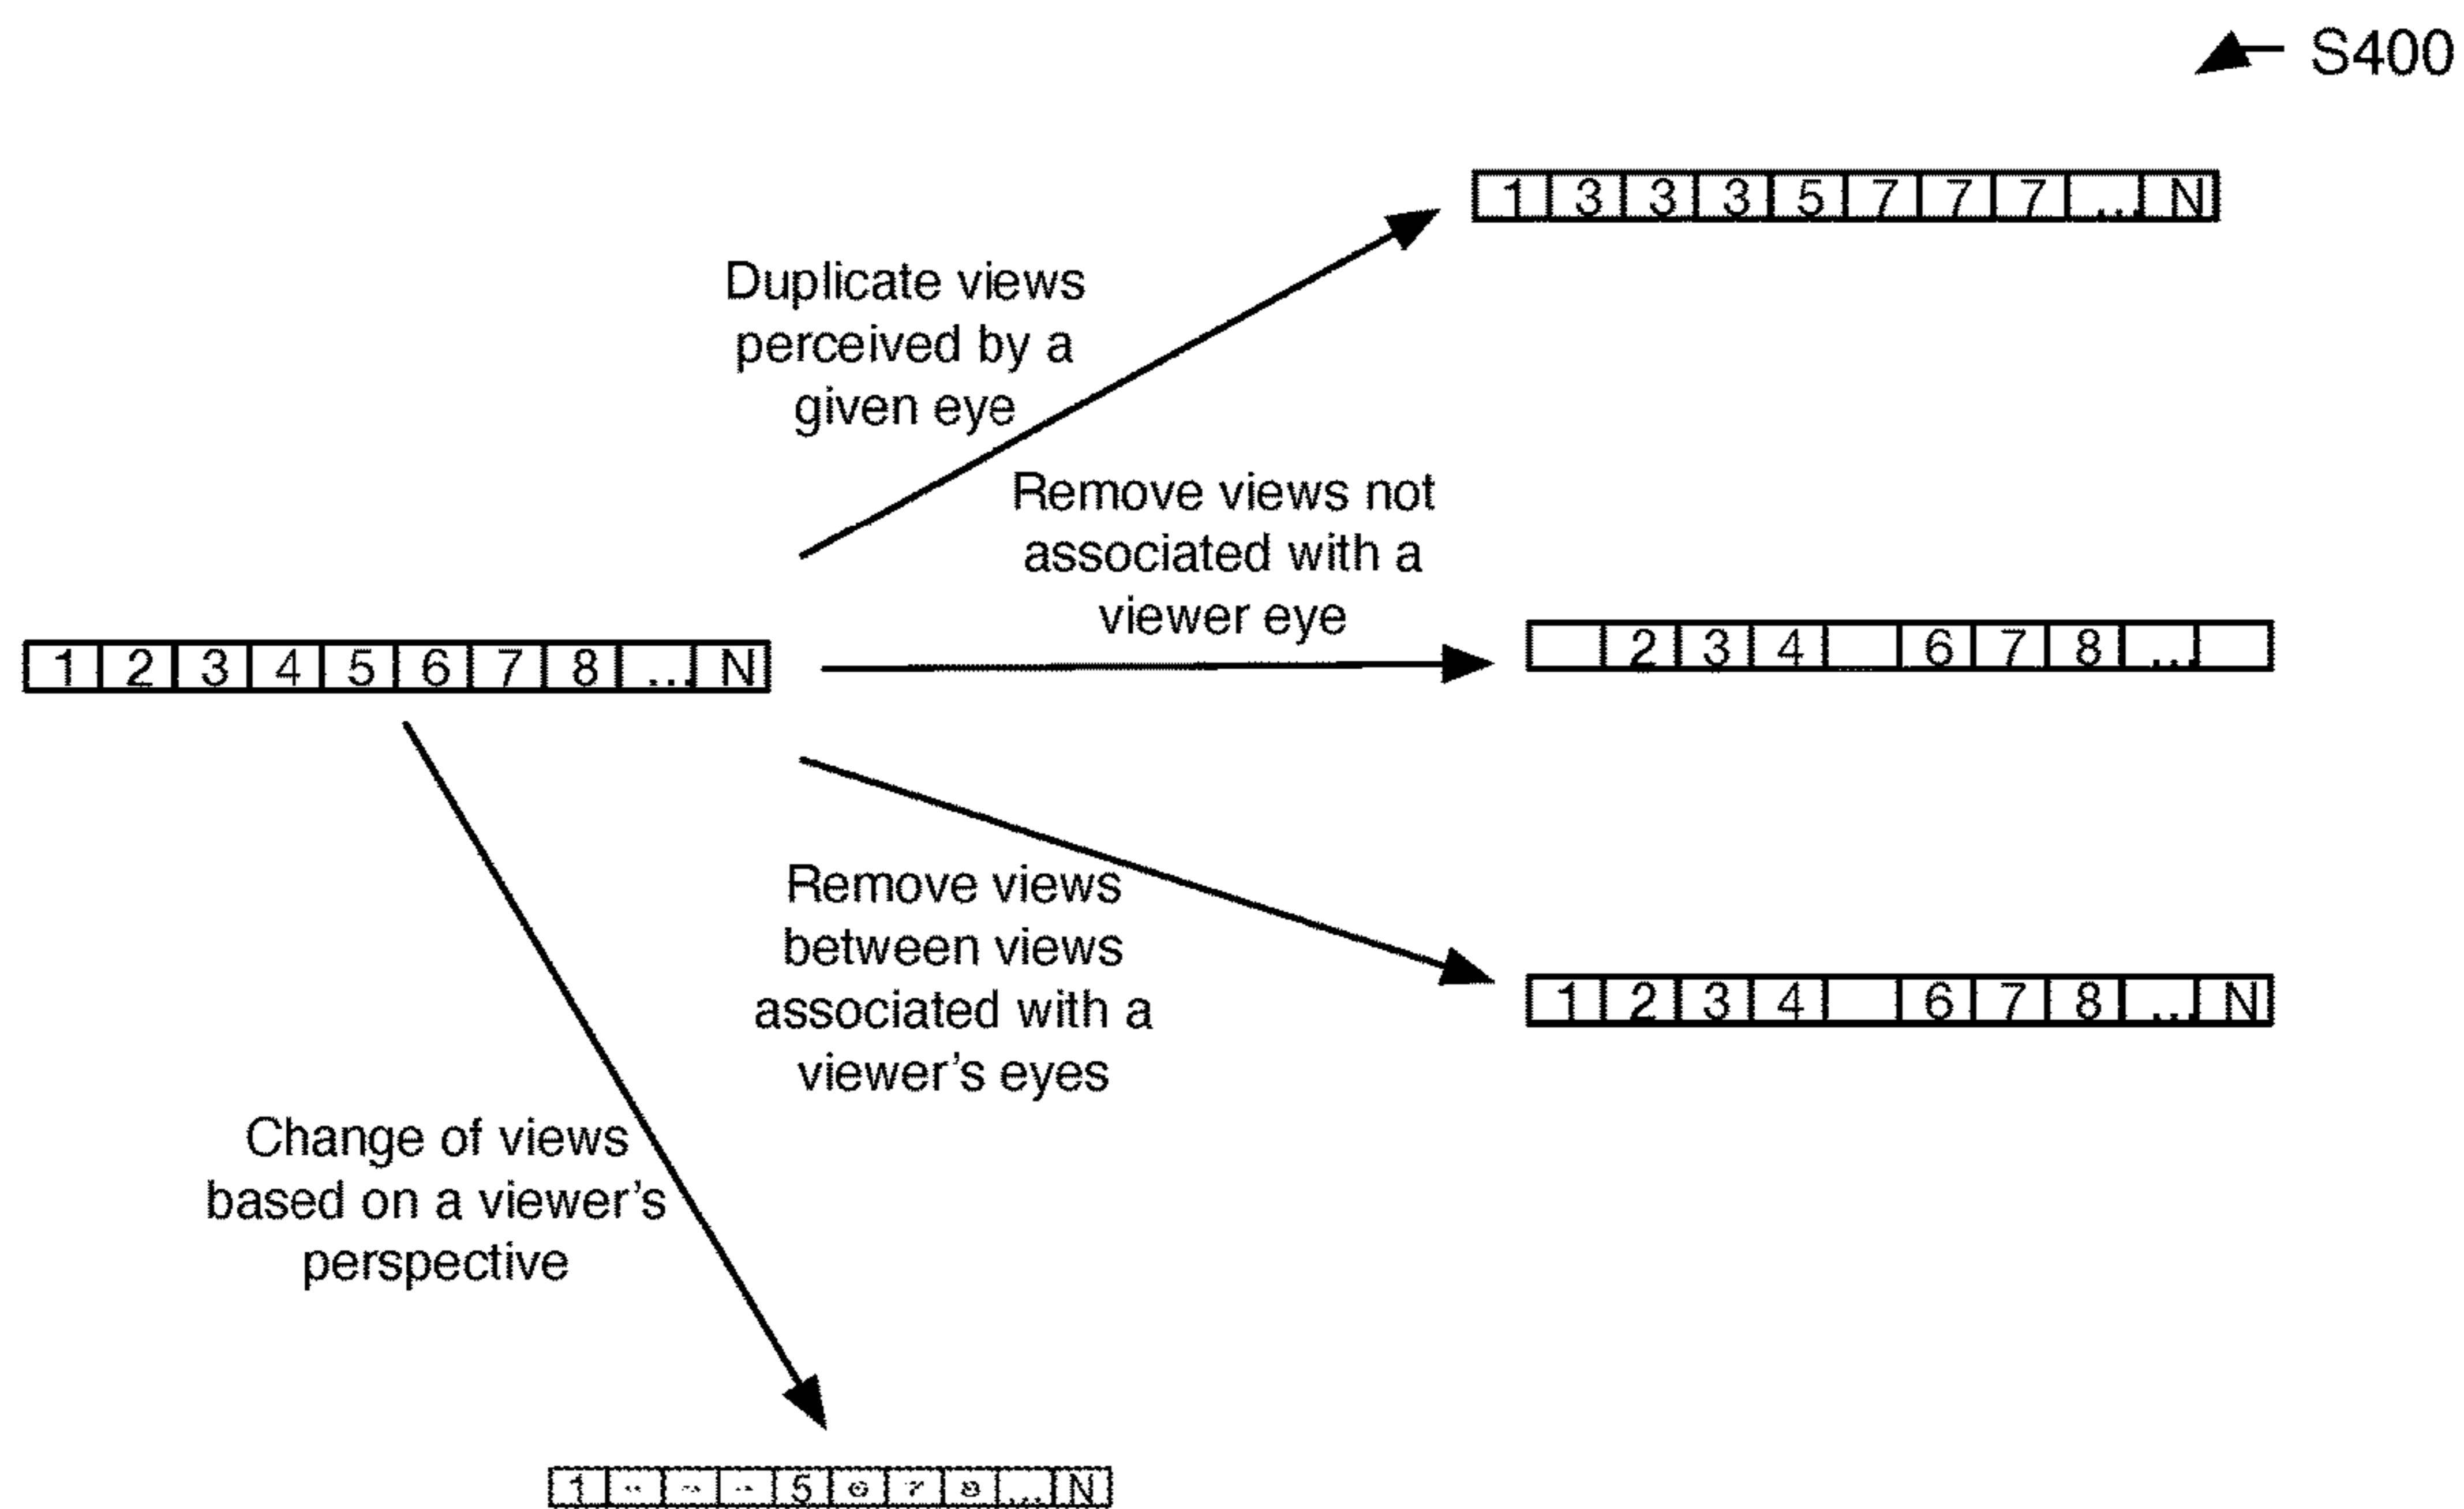 S400
1 3 3 3 5 7 7 7 ... N
Duplicate views
perceived by a
given eye
Remove views not
associated with a
viewer eye
1 2 3 4 5 6 7 8 ... N
2 3 4 6 7 8 ...
Remove views
between views
associated with a
viewer's eyes
1 2 3 4 6 7 8 ... N
Change of views
based on a viewer's
perspective
1 5 6 7 8 ... N